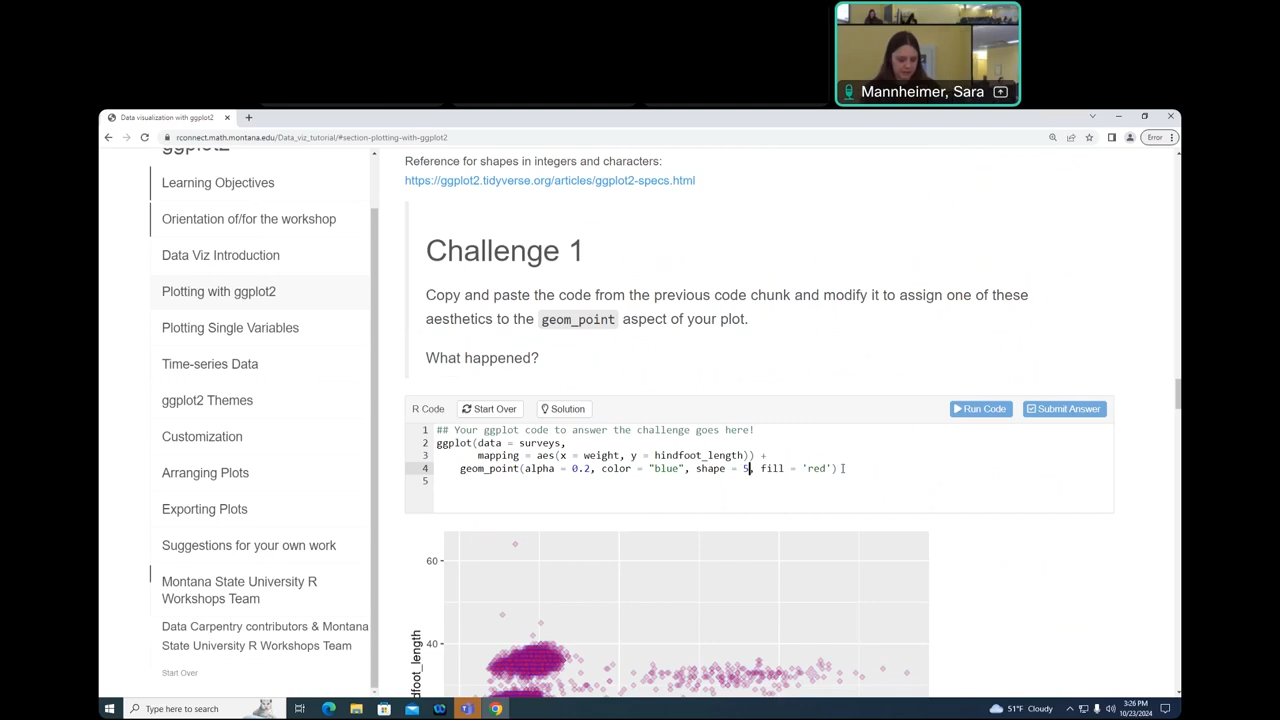 Mannheimer, Sara
Data visualization with ggplot2
rconnect.math.montana.edu/Data_viz_tutorial/#section-plotting-with-ggplot2
Error
ggplot2
Learning Objectives
Orientation of/for the workshop
Data Viz Introduction
Plotting with ggplot2
Plotting Single Variables
Time-series Data
ggplot2 Themes
Customization
Arranging Plots
Exporting Plots
Suggestions for your own work
Montana State University R
Workshops Team
Data Carpentry contributors & Montana
State University R Workshops Team
Start Over
Reference for shapes in integers and characters:
https://ggplot2.tidyverse.org/articles/ggplot2-specs.html
Challenge 1
Copy and paste the code from the previous code chunk and modify it to assign one of these
aesthetics to the geom_point aspect of your plot.
What happened?
R Code Start Over Solution Run Code Submit Answer
1 ## Your ggplot code to answer the challenge goes here!
2 ggplot(data = surveys,
3 mapping = aes(x = weight, y = hindfoot_length)) +
4 geom_point(alpha = 0.2, color = "blue", shape = 5, fill = 'red')
5
60
40
dfoot_length
Type here to search
51°F Cloudy
3:26 PM
10/23/2024